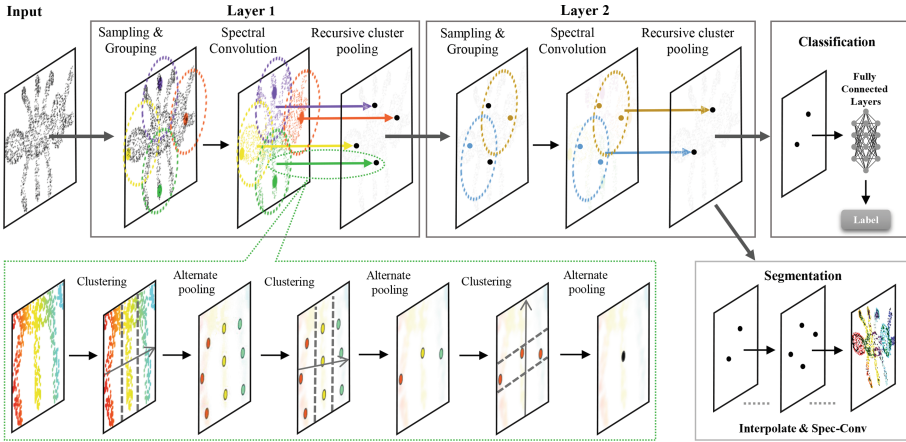 Input
Layer 1
Layer 2
Sampling &
Grouping
Spectral
Convolution
Recursive cluster
pooling
Sampling &
Grouping
Spectral
Convolution
Recursive cluster
pooling
Classification
Fully
Connected
Layers
Label
Clustering
Alternate
pooling
Clustering
Alternate
pooling
Clustering
Alternate
pooling
Segmentation
Interpolate & Spec-Conv